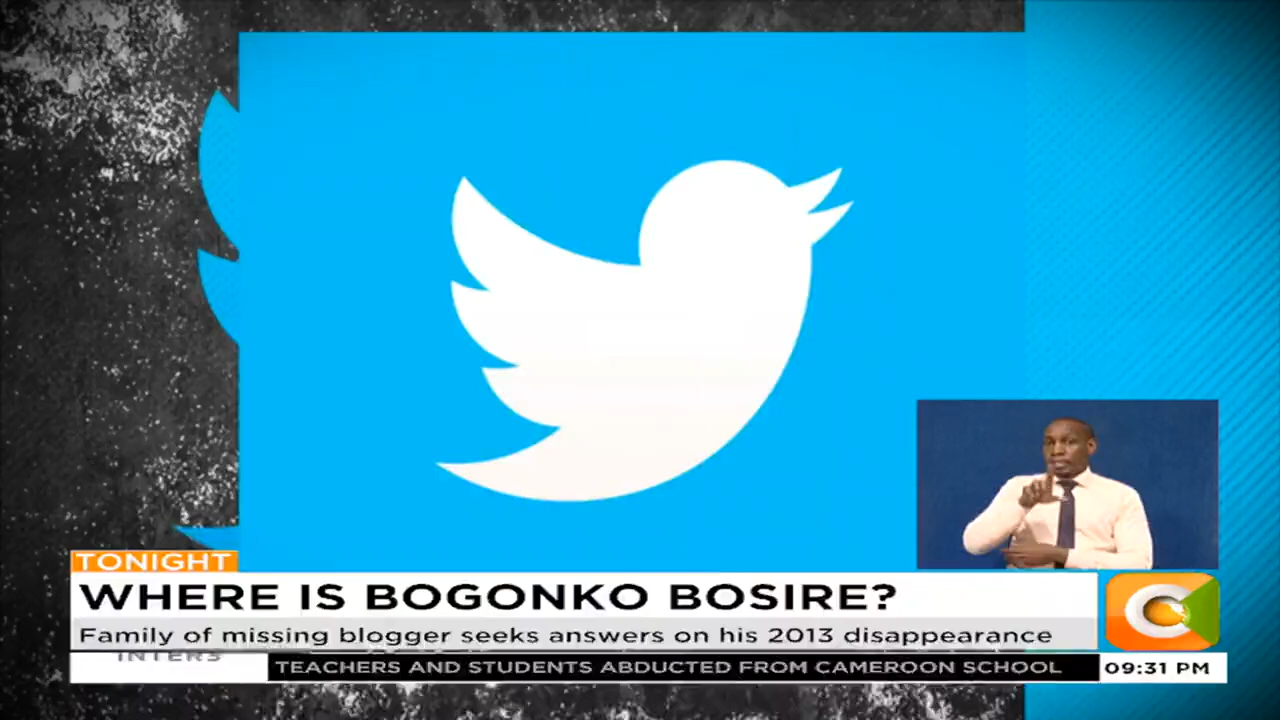 TONIGHT
WHERE IS BOGONKO BOSIRE?
Family of missing blogger seeks answers on his 2013 disappearance
TEACHERS AND STUDENTS ABDUCTED FROM CAMEROON SCHOOL
09:31 PM